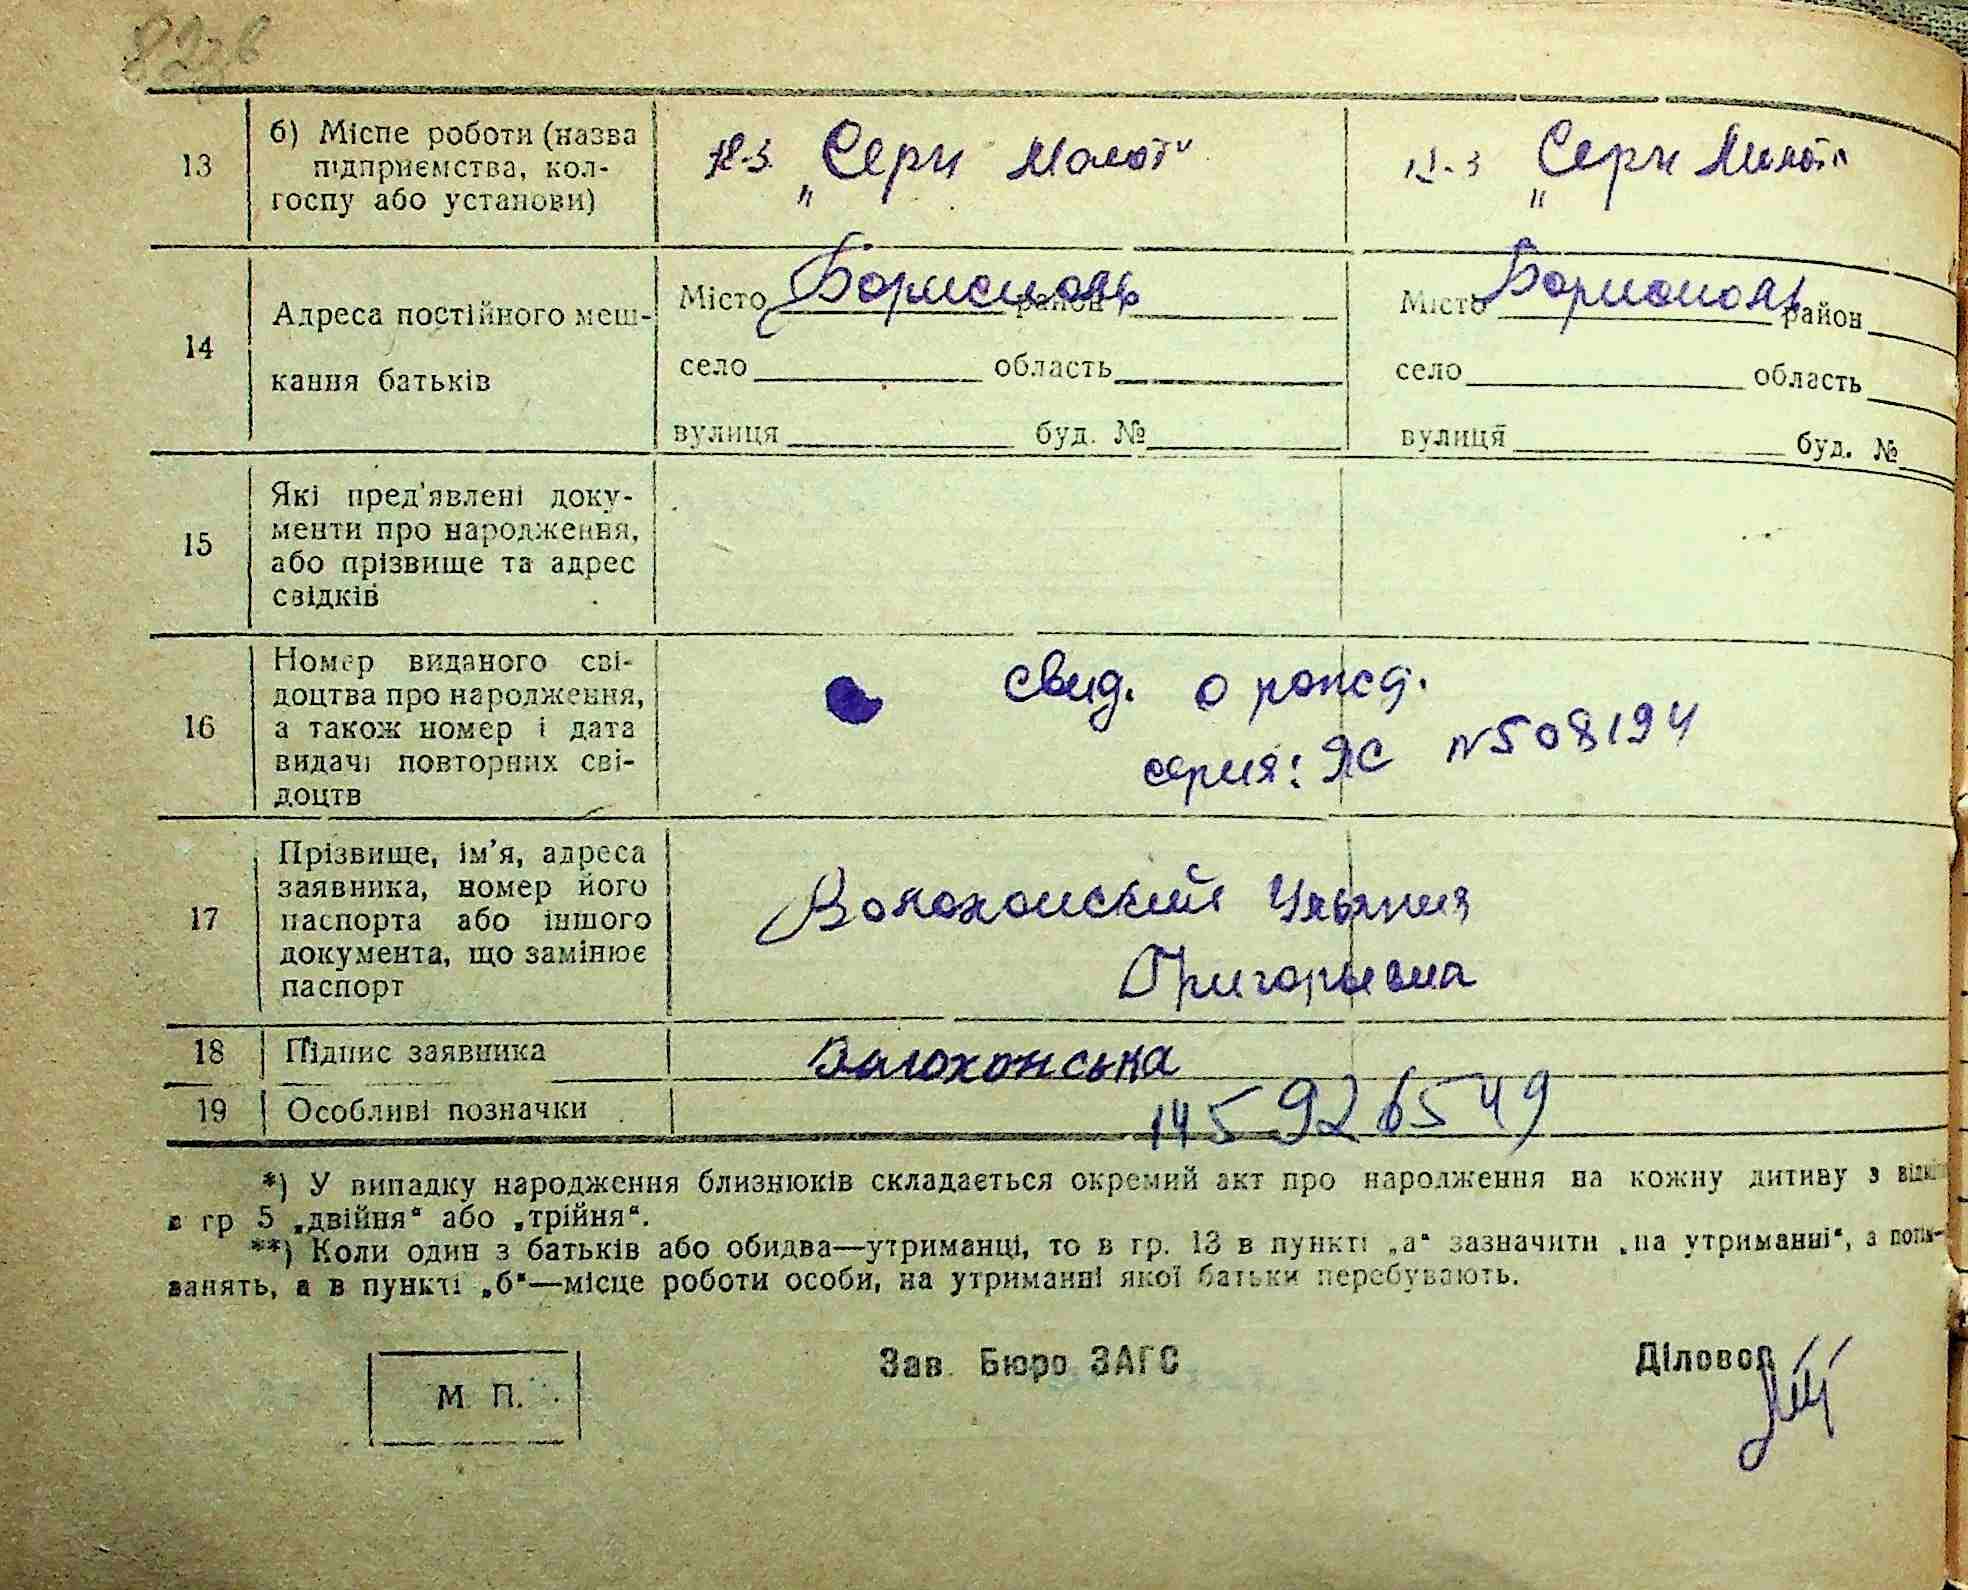 82зв
13
б) Місце роботи (назва
підприємства, кол-
госпу або установи)
к-з „Серп Молот"
к-з „Серп Молот"
14
Адреса постійного меш-
кання батьків
Місто Борисполь район
село область
вулиця буд. №
Місто Борисполь район
село область
вулиця буд. №
15
Які пред'явлені доку-
менти про народження,
або прізвище та адрес
свідків
16
Номер виданого сві-
доцтва про народження,
а також номер і дата
видачі повторних сві-
доцтв
свид. о рожд.
серия: ЯС №508194
17
Прізвище, ім'я, адреса
заявника, номер його
паспорта або іншого
документа, що замінює
паспорт
Волохонский Ульяния
Григорьевна
18
Підпис заявника
Валохонська
19
Особливі позначки
145926549
*) У випадку народження близнюків складається окремий акт про народження на кожну дитину з
в гр 5 „двійня“ або „трійня“.
**) Коли один з батьків або обидва—утриманці, то в гр. 13 в пункті „а“ зазначити „на утриманні“, а
ванять, а в пункті „б“—місце роботи особи, на утриманні якої батьки перебувають.
М П.
Зав. Бюро ЗАГС
Діловод